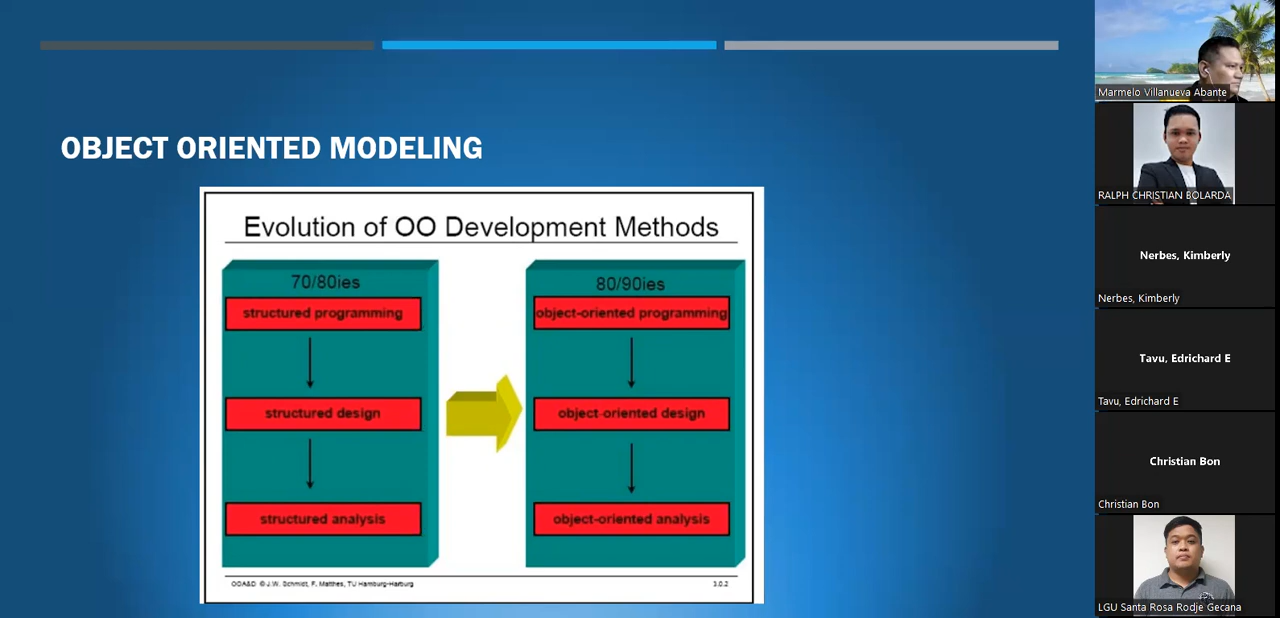 OBJECT ORIENTED MODELING
Evolution of OO Development Methods
70/80ies
structured programming
structured design
structured analysis
80/90ies
object-oriented programming
object-oriented design
object-oriented analysis
OOA&D © J.W. Schmidt, F. Matthes, TU Hamburg-Harburg
3.0.2
Marmelo Villanueva Abante
RALPH CHRISTIAN BOLARDA
Nerbes, Kimberly
Nerbes, Kimberly
Tavu, Edrichard E
Tavu, Edrichard E
Christian Bon
Christian Bon
LGU Santa Rosa Rodje Gecana